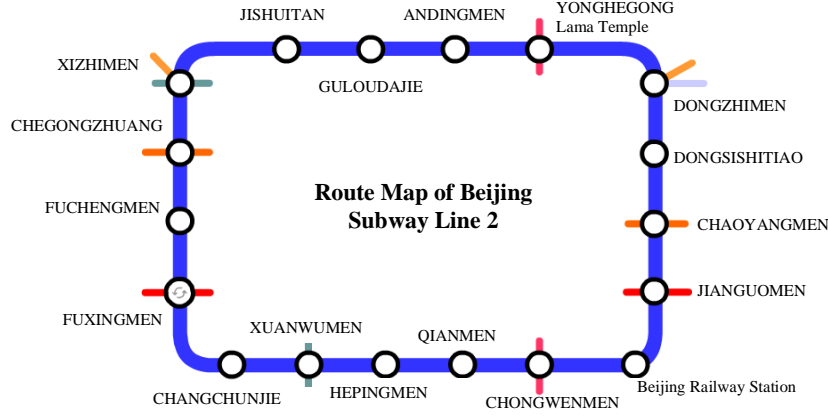 JISHUITAN
ANDINGMEN
YONGHEGONG
Lama Temple
XIZHIMEN
GULOUDAJIE
DONGZHIMEN
CHEGONGZHUANG
DONGSISHITIAO
Route Map of Beijing
Subway Line 2
FUCHENGMEN
CHAOYANGMEN
JIANGUOMEN
FUXINGMEN
XUANWUMEN
QIANMEN
CHANGCHUNJIE
HEPINGMEN
CHONGWENMEN
Beijing Railway Station